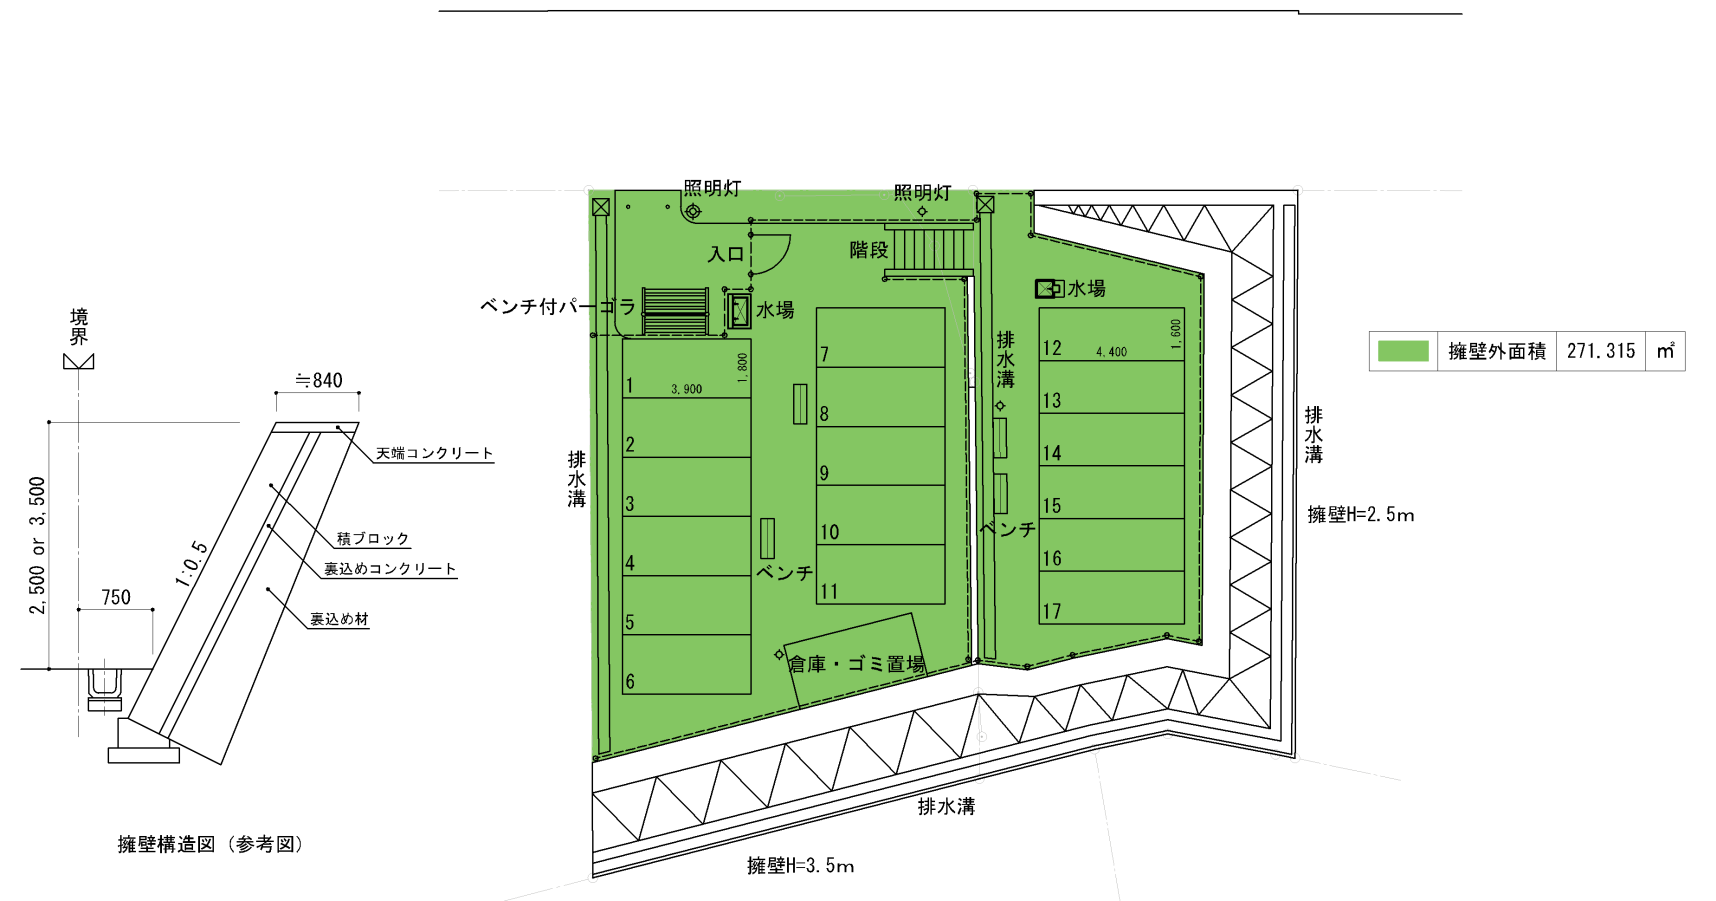 境界
≒840
2,500 or 3,500
750
1:0.5
天端コンクリート
積ブロック
裏込めコンクリート
裏込め材
擁壁構造図（参考図）
照明灯
照明灯
入口
階段
ベンチ付パーゴラ
水場
水場
排水溝
排水溝
排水溝
1
3,900
1,800
2
3
4
5
6
7
8
9
10
11
12
4,400
1,600
13
14
15
16
17
ベンチ
ベンチ
倉庫・ゴミ置場
排水溝
擁壁H=2.5m
擁壁H=3.5m
擁壁外面積 271.315 ㎡